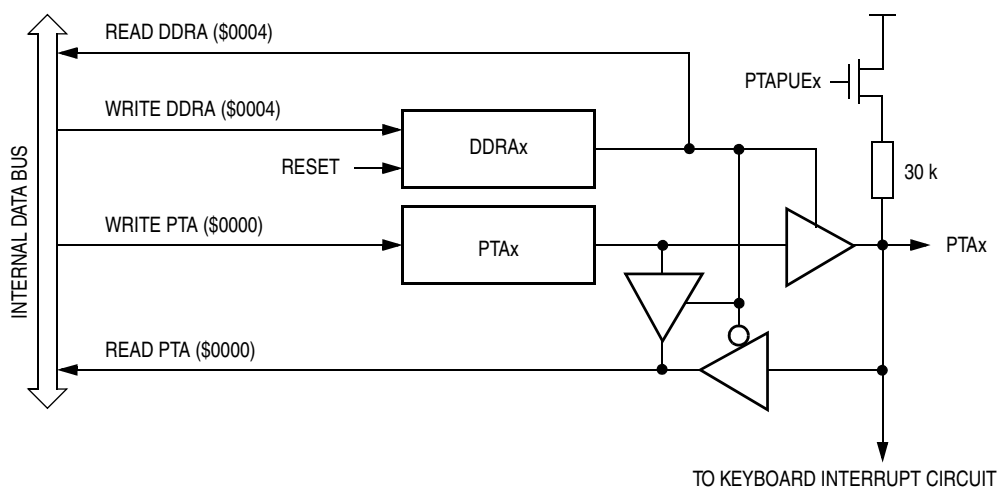 READ DDRA ($0004)
PTAPUEx
WRITE DDRA ($0004)
DDRAx
RESET
30 k
INTERNAL DATA BUS
WRITE PTA ($0000)
PTAx
PTAx
READ PTA ($0000)
TO KEYBOARD INTERRUPT CIRCUIT